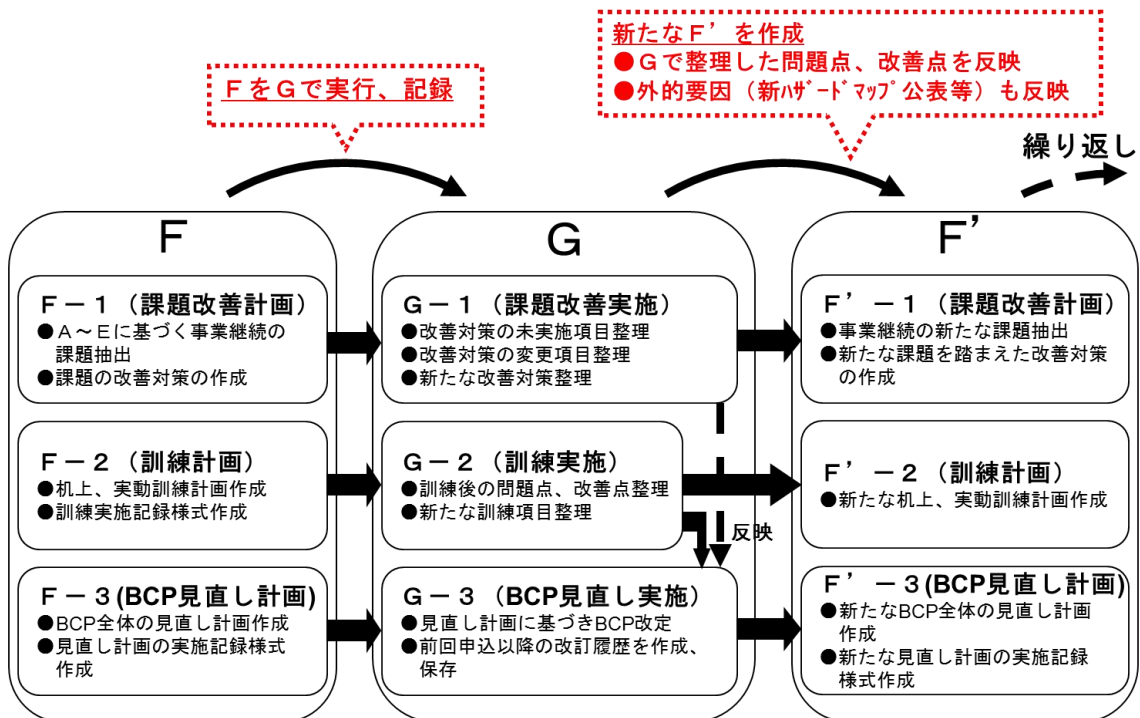 新たなF’を作成
●Gで整理した問題点、改善点を反映
●外的要因（新ﾊｻﾞｰﾄﾞﾏｯﾌﾟ公表等）も反映
FをGで実行、記録
繰り返し
F
F－1（課題改善計画）
●A～Eに基づく事業継続の
課題抽出
●課題の改善対策の作成
F－2（訓練計画）
●机上、実動訓練計画作成
●訓練実施記録様式作成
F－3(BCP見直し計画)
●BCP全体の見直し計画作成
●見直し計画の実施記録様式
作成
G
G－1（課題改善実施）
●改善対策の未実施項目整理
●改善対策の変更項目整理
●新たな改善対策整理
G－2（訓練実施）
●訓練後の問題点、改善点整理
●新たな訓練項目整理
反映
G－3（BCP見直し実施）
●見直し計画に基づきBCP改定
●前回申込以降の改訂履歴を作成、
保存
F’
F’－1（課題改善計画）
●事業継続の新たな課題抽出
●新たな課題を踏まえた改善対策
の作成
F’－2（訓練計画）
●新たな机上、実動訓練計画作成
F’－3(BCP見直し計画)
●新たなBCP全体の見直し計画
作成
●新たな見直し計画の実施記録
様式作成